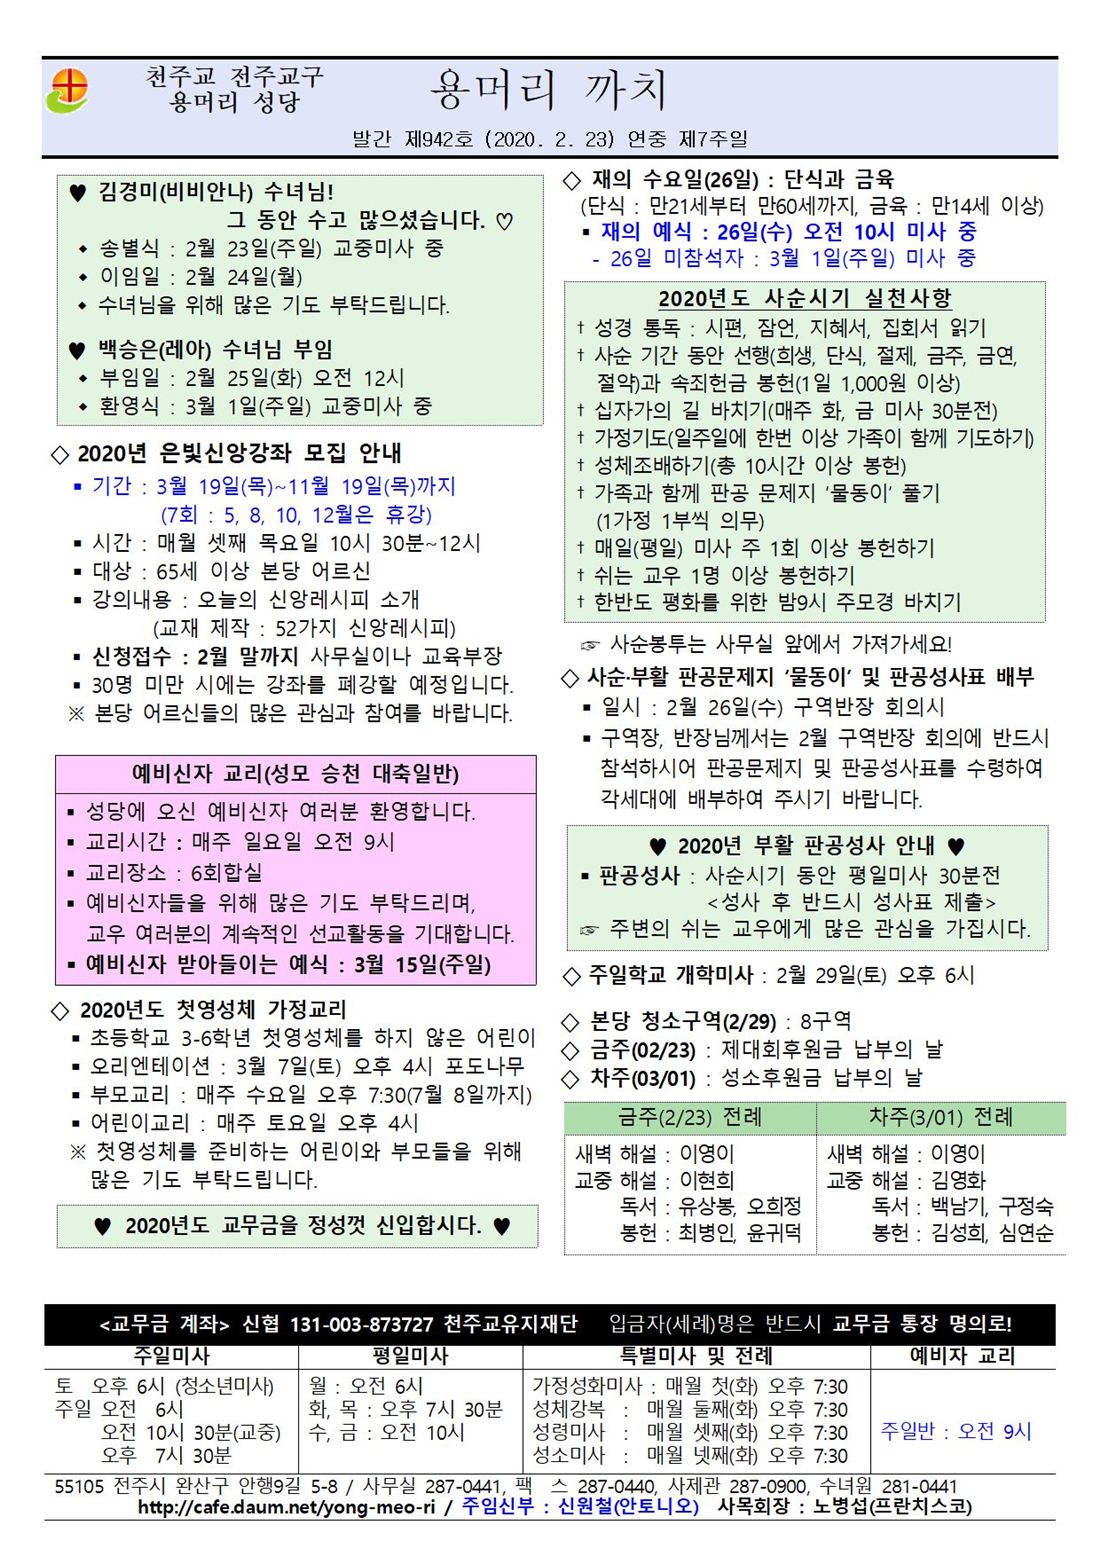 천주교 전주교구
용머리 성당
용머리 까치
발간 제942호 (2020. 2. 23) 연중 제7주일
♥ 김경미(비비안나) 수녀님!
그 동안 수고 많으셨습니다. ♡
◆ 송별식 : 2월 23일(주일) 교중미사 중
◆ 이임일 : 2월 24일(월)
◆ 수녀님을 위해 많은 기도 부탁드립니다.
♥ 백승은(레아) 수녀님 부임
◆ 부임일 : 2월 25일(화) 오전 12시
◆ 환영식 : 3월 1일(주일) 교중미사 중
◇ 2020년 은빛신앙강좌 모집 안내
▪ 기간 : 3월 19일(목)~11월 19일(목)까지
(7회 : 5, 8, 10, 12월은 휴강)
▪ 시간 : 매월 셋째 목요일 10시 30분~12시
▪ 대상 : 65세 이상 본당 어르신
▪ 강의내용 : 오늘의 신앙레시피 소개
(교재 제작 : 52가지 신앙레시피)
▪ 신청접수 : 2월 말까지 사무실이나 교육부장
▪ 30명 미만 시에는 강좌를 폐강할 예정입니다.
※ 본당 어르신들의 많은 관심과 참여를 바랍니다.
예비신자 교리(성모 승천 대축일반)
▪ 성당에 오신 예비신자 여러분 환영합니다.
▪ 교리시간 : 매주 일요일 오전 9시
▪ 교리장소 : 6회합실
▪ 예비신자들을 위해 많은 기도 부탁드리며,
교우 여러분의 계속적인 선교활동을 기대합니다.
▪ 예비신자 받아들이는 예식 : 3월 15일(주일)
◇ 2020년도 첫영성체 가정교리
▪ 초등학교 3-6학년 첫영성체를 하지 않은 어린이
▪ 오리엔테이션 : 3월 7일(토) 오후 4시 포도나무
▪ 부모교리 : 매주 수요일 오후 7:30(7월 8일까지)
▪ 어린이교리 : 매주 토요일 오후 4시
※ 첫영성체를 준비하는 어린이와 부모들을 위해
많은 기도 부탁드립니다.
♥ 2020년도 교무금을 정성껏 신입합시다. ♥
◇ 재의 수요일(26일) : 단식과 금육
(단식 : 만21세부터 만60세까지, 금육 : 만14세 이상)
▪ 재의 예식 : 26일(수) 오전 10시 미사 중
- 26일 미참석자 : 3월 1일(주일) 미사 중
2020년도 사순시기 실천사항
† 성경 통독 : 시편, 잠언, 지혜서, 집회서 읽기
† 사순 기간 동안 선행(희생, 단식, 절제, 금주, 금연,
절약)과 속죄헌금 봉헌(1일 1,000원 이상)
† 십자가의 길 바치기(매주 화, 금 미사 30분전)
† 가정기도(일주일에 한번 이상 가족이 함께 기도하기)
† 성체조배하기(총 10시간 이상 봉헌)
† 가족과 함께 판공 문제지 ‘물동이’ 풀기
(1가정 1부씩 의무)
† 매일(평일) 미사 주 1회 이상 봉헌하기
† 쉬는 교우 1명 이상 봉헌하기
† 한반도 평화를 위한 밤9시 주모경 바치기
☞ 사순봉투는 사무실 앞에서 가져가세요!
◇ 사순·부활 판공문제지 ‘물동이’ 및 판공성사표 배부
▪ 일시 : 2월 26일(수) 구역반장 회의시
▪ 구역장, 반장님께서는 2월 구역반장 회의에 반드시
참석하시어 판공문제지 및 판공성사표를 수령하여
각세대에 배부하여 주시기 바랍니다.
♥ 2020년 부활 판공성사 안내 ♥
▪ 판공성사 : 사순시기 동안 평일미사 30분전
<성사 후 반드시 성사표 제출>
☞ 주변의 쉬는 교우에게 많은 관심을 가집시다.
◇ 주일학교 개학미사 : 2월 29일(토) 오후 6시
◇ 본당 청소구역(2/29) : 8구역
◇ 금주(02/23) : 제대회후원금 납부의 날
◇ 차주(03/01) : 성소후원금 납부의 날
금주(2/23) 전례 차주(3/01) 전례
새벽 해설 : 이영이 새벽 해설 : 이영이
교중 해설 : 이현희 교중 해설 : 김영화
독서 : 유상봉, 오희정 독서 : 백남기, 구정숙
봉헌 : 최병인, 윤귀덕 봉헌 : 김성희, 심연순
<교무금 계좌> 신협 131-003-873727 천주교유지재단 입금자(세례)명은 반드시 교무금 통장 명의로!
주일미사 평일미사 특별미사 및 전례 예비자 교리
토 오후 6시 (청소년미사) 월 : 오전 6시 가정성화미사 : 매월 첫(화) 오후 7:30
주일 오전 6시 화, 목 : 오후 7시 30분 성체강복 : 매월 둘째(화) 오후 7:30
오전 10시 30분(교중) 수, 금 : 오전 10시 성령미사 : 매월 셋째(화) 오후 7:30 주일반 : 오전 9시
오후 7시 30분 성소미사 : 매월 넷째(화) 오후 7:30
55105 전주시 완산구 안행9길 5-8 / 사무실 287-0441, 팩 스 287-0440, 사제관 287-0900, 수녀원 281-0441
http://cafe.daum.net/yong-meo-ri / 주임신부 : 신원철(안토니오) 사목회장 : 노병섭(프란치스코)